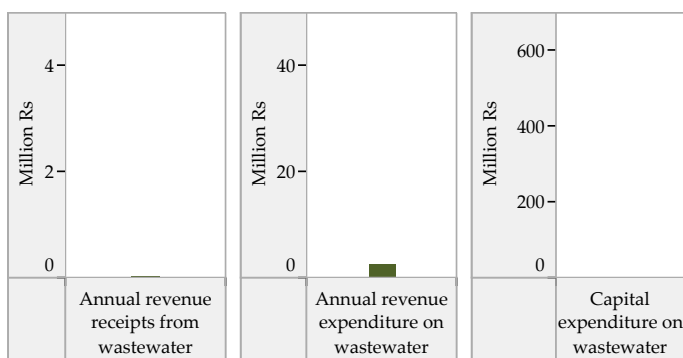 Million Rs
4
2
0
Annual revenue
receipts from
wastewater
Million Rs
40
20
0
Annual revenue
expenditure on
wastewater
Million Rs
600
400
200
0
Capital
expenditure on
wastewater